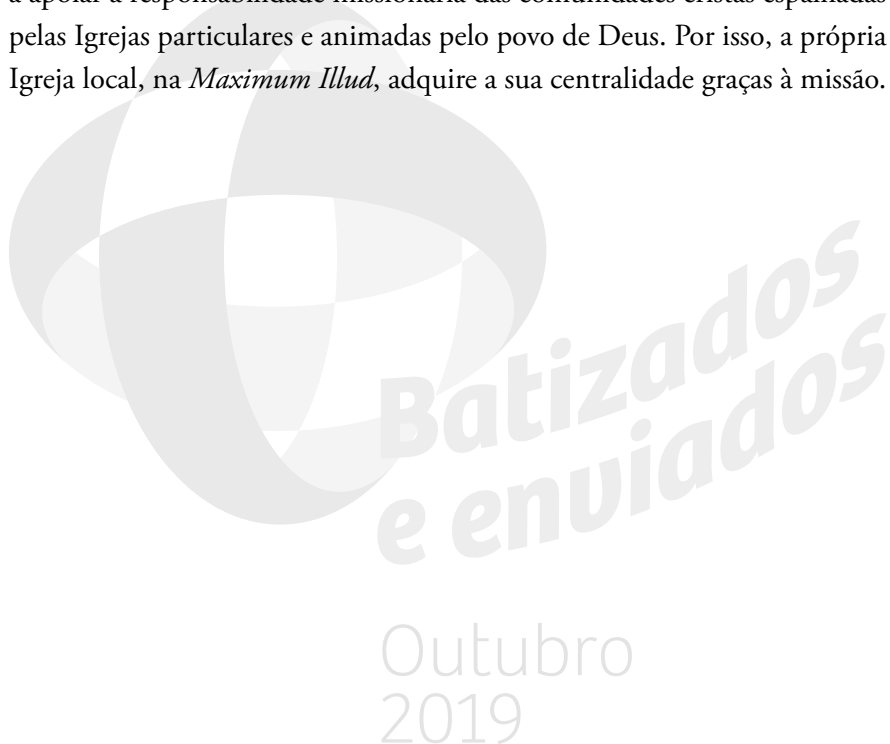 a apoiar a responsabilidade missionária das comunidades cristãs espalhadas
pelas Igrejas particulares e animadas pelo povo de Deus. Por isso, a própria
Igreja local, na Maximum Illud, adquire a sua centralidade graças à missão.
Batizados
e enviados
Outubro
2019